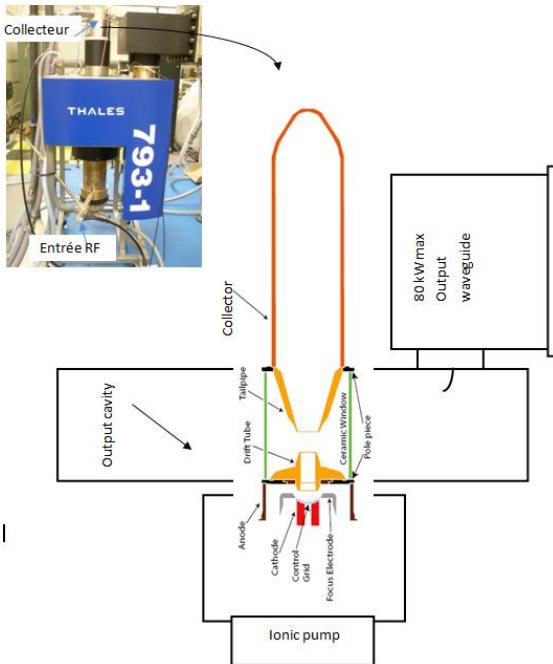 Collecteur
THALES
793-1
Entrée RF
80 kW max
Output
waveguide
Collector
Tailpipe
Output cavity
Drift Tube
Ceramic Window
Pole piece
Anode
Cathode
Control
Grid
Focus Electrode
Ionic pump